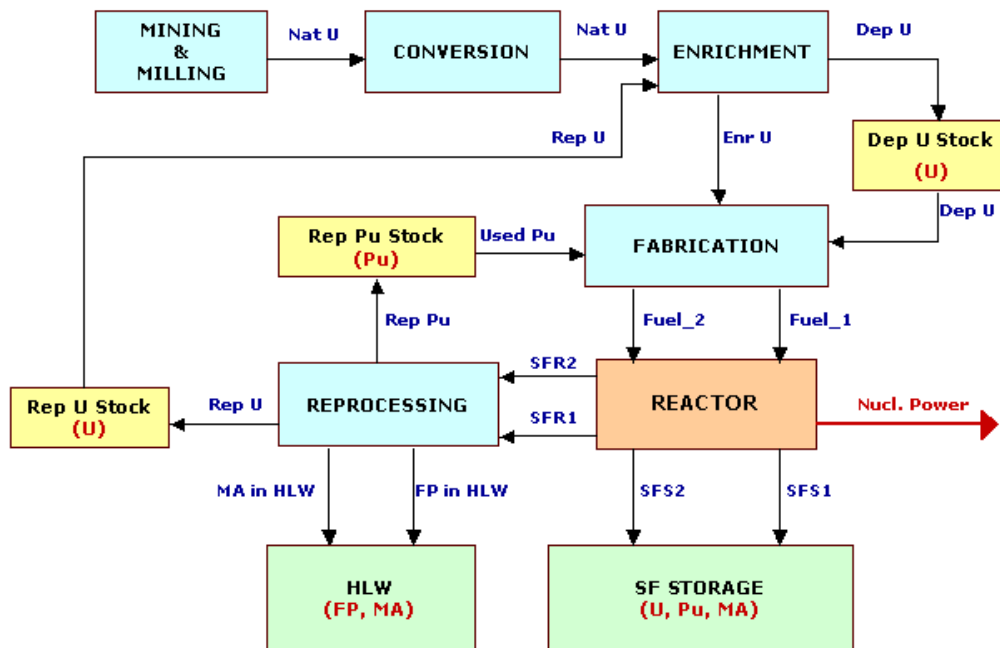 MINING
&
MILLING
Nat U
CONVERSION
Nat U
ENRICHMENT
Dep U
Rep U
Enr U
Dep U Stock
(U)
Dep U
Rep Pu Stock
(Pu)
Used Pu
FABRICATION
Rep Pu
Fuel_2
Fuel_1
SFR2
Rep U Stock
(U)
Rep U
REPROCESSING
SFR1
REACTOR
Nucl. Power
MA in HLW
FP in HLW
SFS2
SFS1
HLW
(FP, MA)
SF STORAGE
(U, Pu, MA)